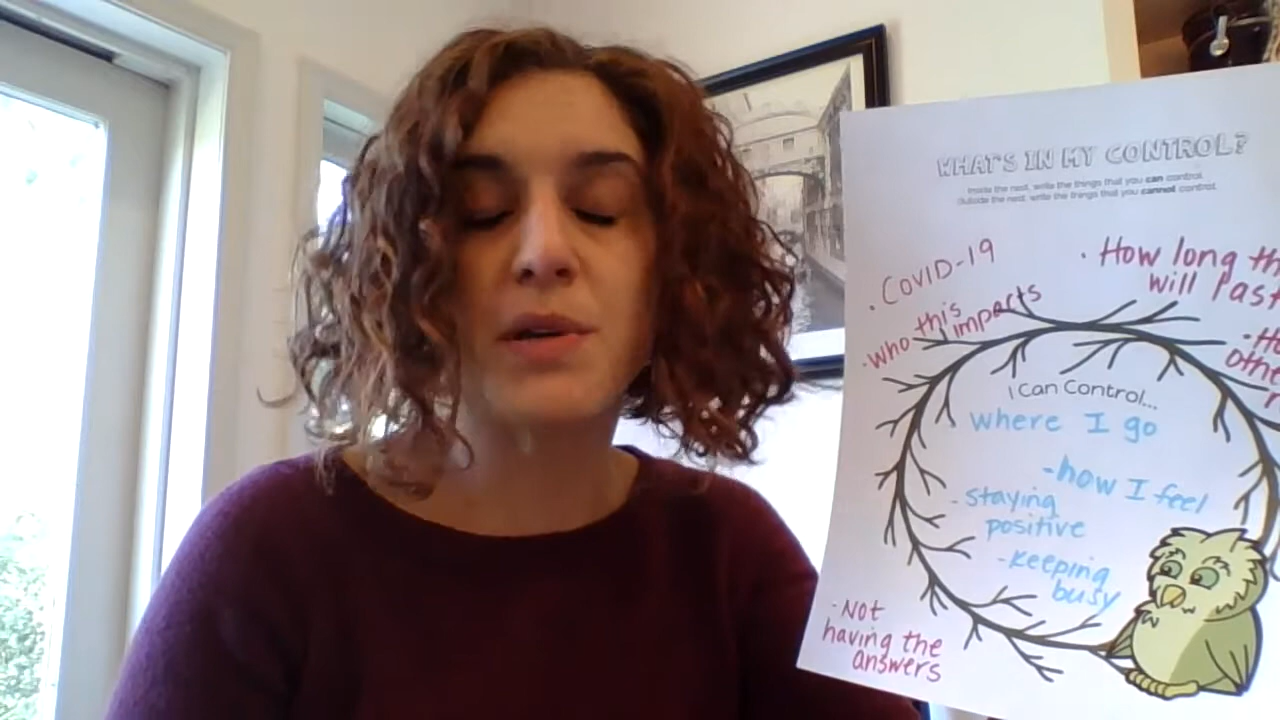 WHAT'S IN MY CONTROL?
Inside the nest, write the things that you can control.
Outside the nest, write the things that you cannot control.
· COVID-19
· How long th
will last
· who this impacts
· Ho
othe
r
I Can Control...
where I go
-how I feel
- staying
positive
- keeping
busy
- Not
having the
answers